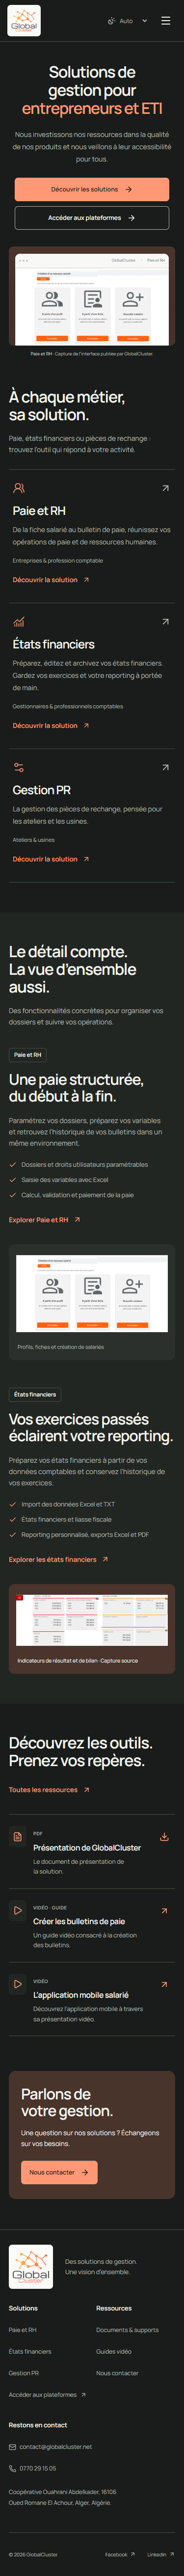 Global
Cluster
Auto
Solutions de
gestion pour
entrepreneurs et ETI
Nous investissons nos ressources dans la qualité
de nos produits et nous veillons à leur accessibilité
pour tous.
Découvrir les solutions
Accéder aux plateformes
GlobalCluster
Paie et RH
Paie et RH · Capture de l'interface publiée par GlobalCluster.
À chaque métier,
sa solution.
Paie, états financiers ou pièces de rechange :
trouvez l'outil qui répond à votre activité.
Paie et RH
De la fiche salarié au bulletin de paie, réunissez vos
opérations de paie et de ressources humaines.
Entreprises & profession comptable
Découvrir la solution
États financiers
Préparez, éditez et archivez vos états financiers.
Gardez vos exercices et votre reporting à portée
de main.
Gestionnaires & professionnels comptables
Découvrir la solution
Gestion PR
La gestion des pièces de rechange, pensée pour
les ateliers et les usines.
Ateliers & usines
Découvrir la solution
Le détail compte.
La vue d'ensemble
aussi.
Des fonctionnalités concrètes pour organiser vos
dossiers et suivre vos opérations.
Paie et RH
Une paie structurée,
du début à la fin.
Paramétrez vos dossiers, préparez vos variables
et retrouvez l'historique de vos bulletins dans un
même environnement.
Dossiers et droits utilisateurs paramétrables
Saisie des variables avec Excel
Calcul, validation et paiement de la paie
Explorer Paie et RH
Profils, fiches et création de salariés
États financiers
Vos exercices passés
éclairent votre reporting.
Préparez vos états financiers à partir de vos
données comptables et conservez l'historique de
vos exercices.
Import des données Excel et TXT
États financiers et liasse fiscale
Reporting personnalisé, exports Excel et PDF
Explorer les états financiers
Indicateurs de résultat et de bilan · Capture source
Découvrez les outils.
Prenez vos repères.
Toutes les ressources
PDF
Présentation de GlobalCluster
Le document de présentation de
la solution.
VIDÉO · GUIDE
Créer les bulletins de paie
Un guide vidéo consacré à la création
des bulletins.
VIDÉO
L'application mobile salarié
Découvrez l'application mobile à travers
sa présentation vidéo.
Parlons de
votre gestion.
Une question sur nos solutions ? Échangeons
sur vos besoins.
Nous contacter
Global
Cluster
Des solutions de gestion.
Une vision d'ensemble.
Solutions
Ressources
Paie et RH
Documents & supports
États financiers
Guides vidéo
Gestion PR
Nous contacter
Accéder aux plateformes
Restons en contact
contact@globalcluster.net
0770 29 15 05
Coopérative Ouahrani Abdelkader, 16106
Oued Romane El Achour, Alger, Algérie.
© 2026 GlobalCluster
Facebook
LinkedIn